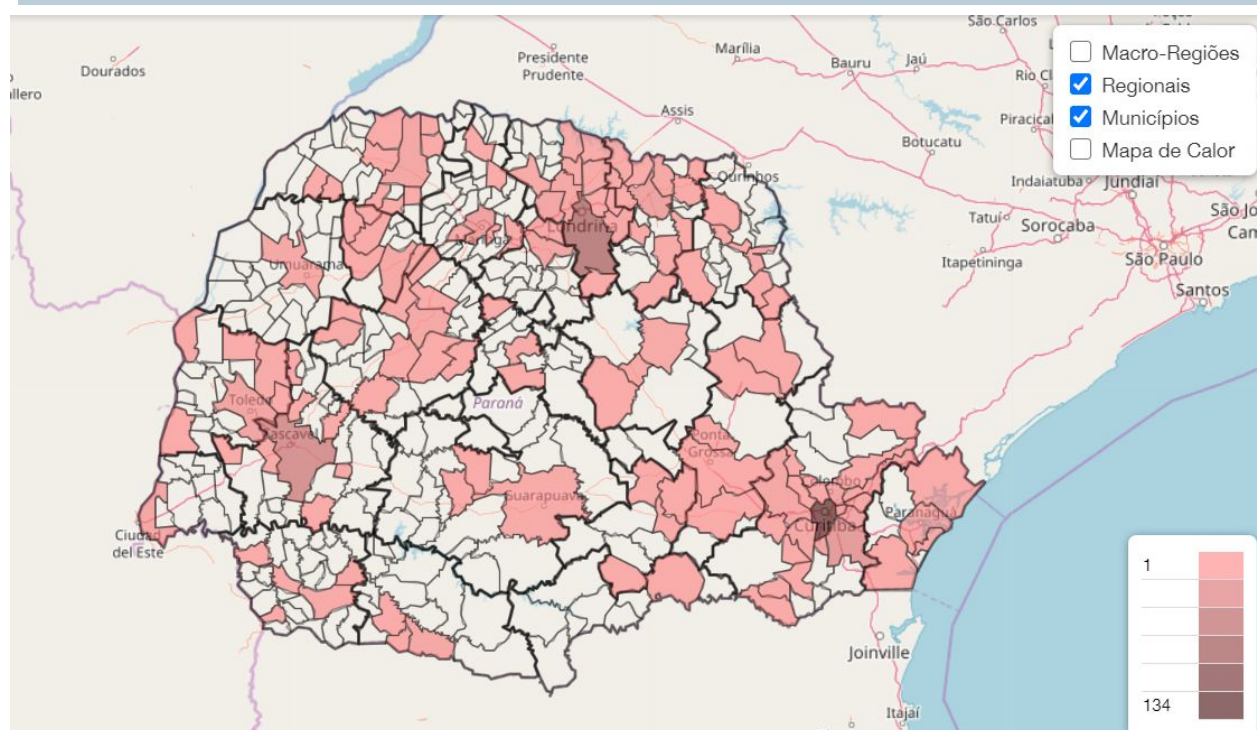 São Carlos
Marília
Presidente
Prudente
Bauru
Jaú
Dourados
Macro-Regiões
Regionais
Municípios
Mapa de Calor
Assis
Botucatu
Ourinhos
Indaiatuba
Jundiaí
Tatuí
Sorocaba
Itapetininga
São Paulo
Santos
Londrina
Umuarama
Paraná
Toledo
Ponta
Grossa
Guarapuava
Colombo
Curitiba
Paranaguá
Ciudad
del Este
Joinville
Itajaí
1
134